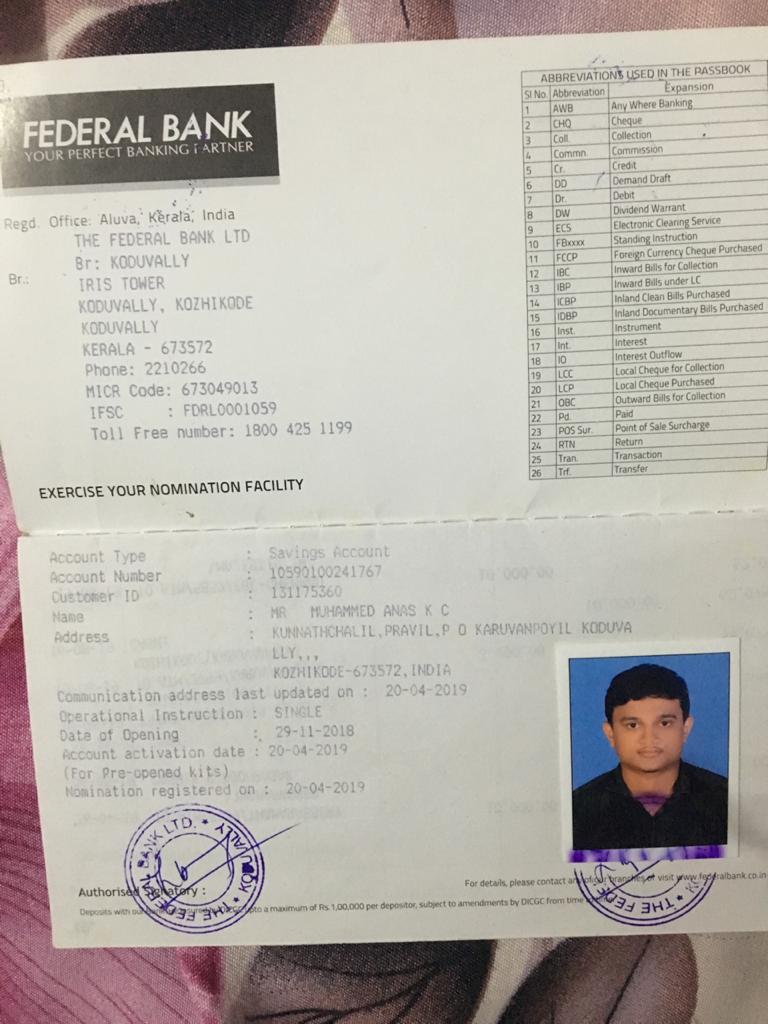 FEDERAL BANK
YOUR PERFECT BANKING PARTNER
Regd. Office: Aluva, Kerala, India
THE FEDERAL BANK LTD
Br.: Br: KODUVALLY
IRIS TOWER
KODUVALLY, KOZHIKODE
KODUVALLY
KERALA - 673572
Phone: 2210266
MICR Code: 673049013
IFSC : FDRL0001059
Toll Free number: 1800 425 1199
EXERCISE YOUR NOMINATION FACILITY
ABBREVIATIONS USED IN THE PASSBOOK
Sl No. Abbreviation Expansion
1 AWB Any Where Banking
2 CHQ Cheque
3 Coll. Collection
4 Commn. Commission
5 Cr. Credit
6 DD Demand Draft
7 Dr. Debit
8 DW Dividend Warrant
9 ECS Electronic Clearing Service
10 FBxxxx Standing Instruction
11 FCCP Foreign Currency Cheque Purchased
12 IBC Inward Bills for Collection
13 IBP Inward Bills under LC
14 ICBP Inland Clean Bills Purchased
15 IDBP Inland Documentary Bills Purchased
16 Inst. Instrument
17 Int. Interest
18 IO Interest Outflow
19 LCC Local Cheque for Collection
20 LCP Local Cheque Purchased
21 OBC Outward Bills for Collection
22 Pd. Paid
23 POS Sur. Point of Sale Surcharge
24 RTN Return
25 Tran. Transaction
26 Trf. Transfer
Account Type : Savings Account
Account Number : 10590100241767
Customer ID : 131175360
Name : MR MUHAMMED ANAS K C
Address : KUNNATHCHALIL,PRAVIL,P O KARUVANPOYIL KODUVA
LLY,,,
KOZHIKODE-673572,INDIA
Communication address last updated on : 20-04-2019
Operational Instruction : SINGLE
Date of Opening : 29-11-2018
Account activation date : 20-04-2019
(For Pre-opened kits)
Nomination registered on : 20-04-2019
Authorised Signatory :
For details, please contact any of our branches or visit www.federalbank.co.in
Deposits with our to a maximum of Rs.1,00,000 per depositor, subject to amendments by DICGC from time
BANK LTD. ★ KODUVALLY
★ THE FEDER